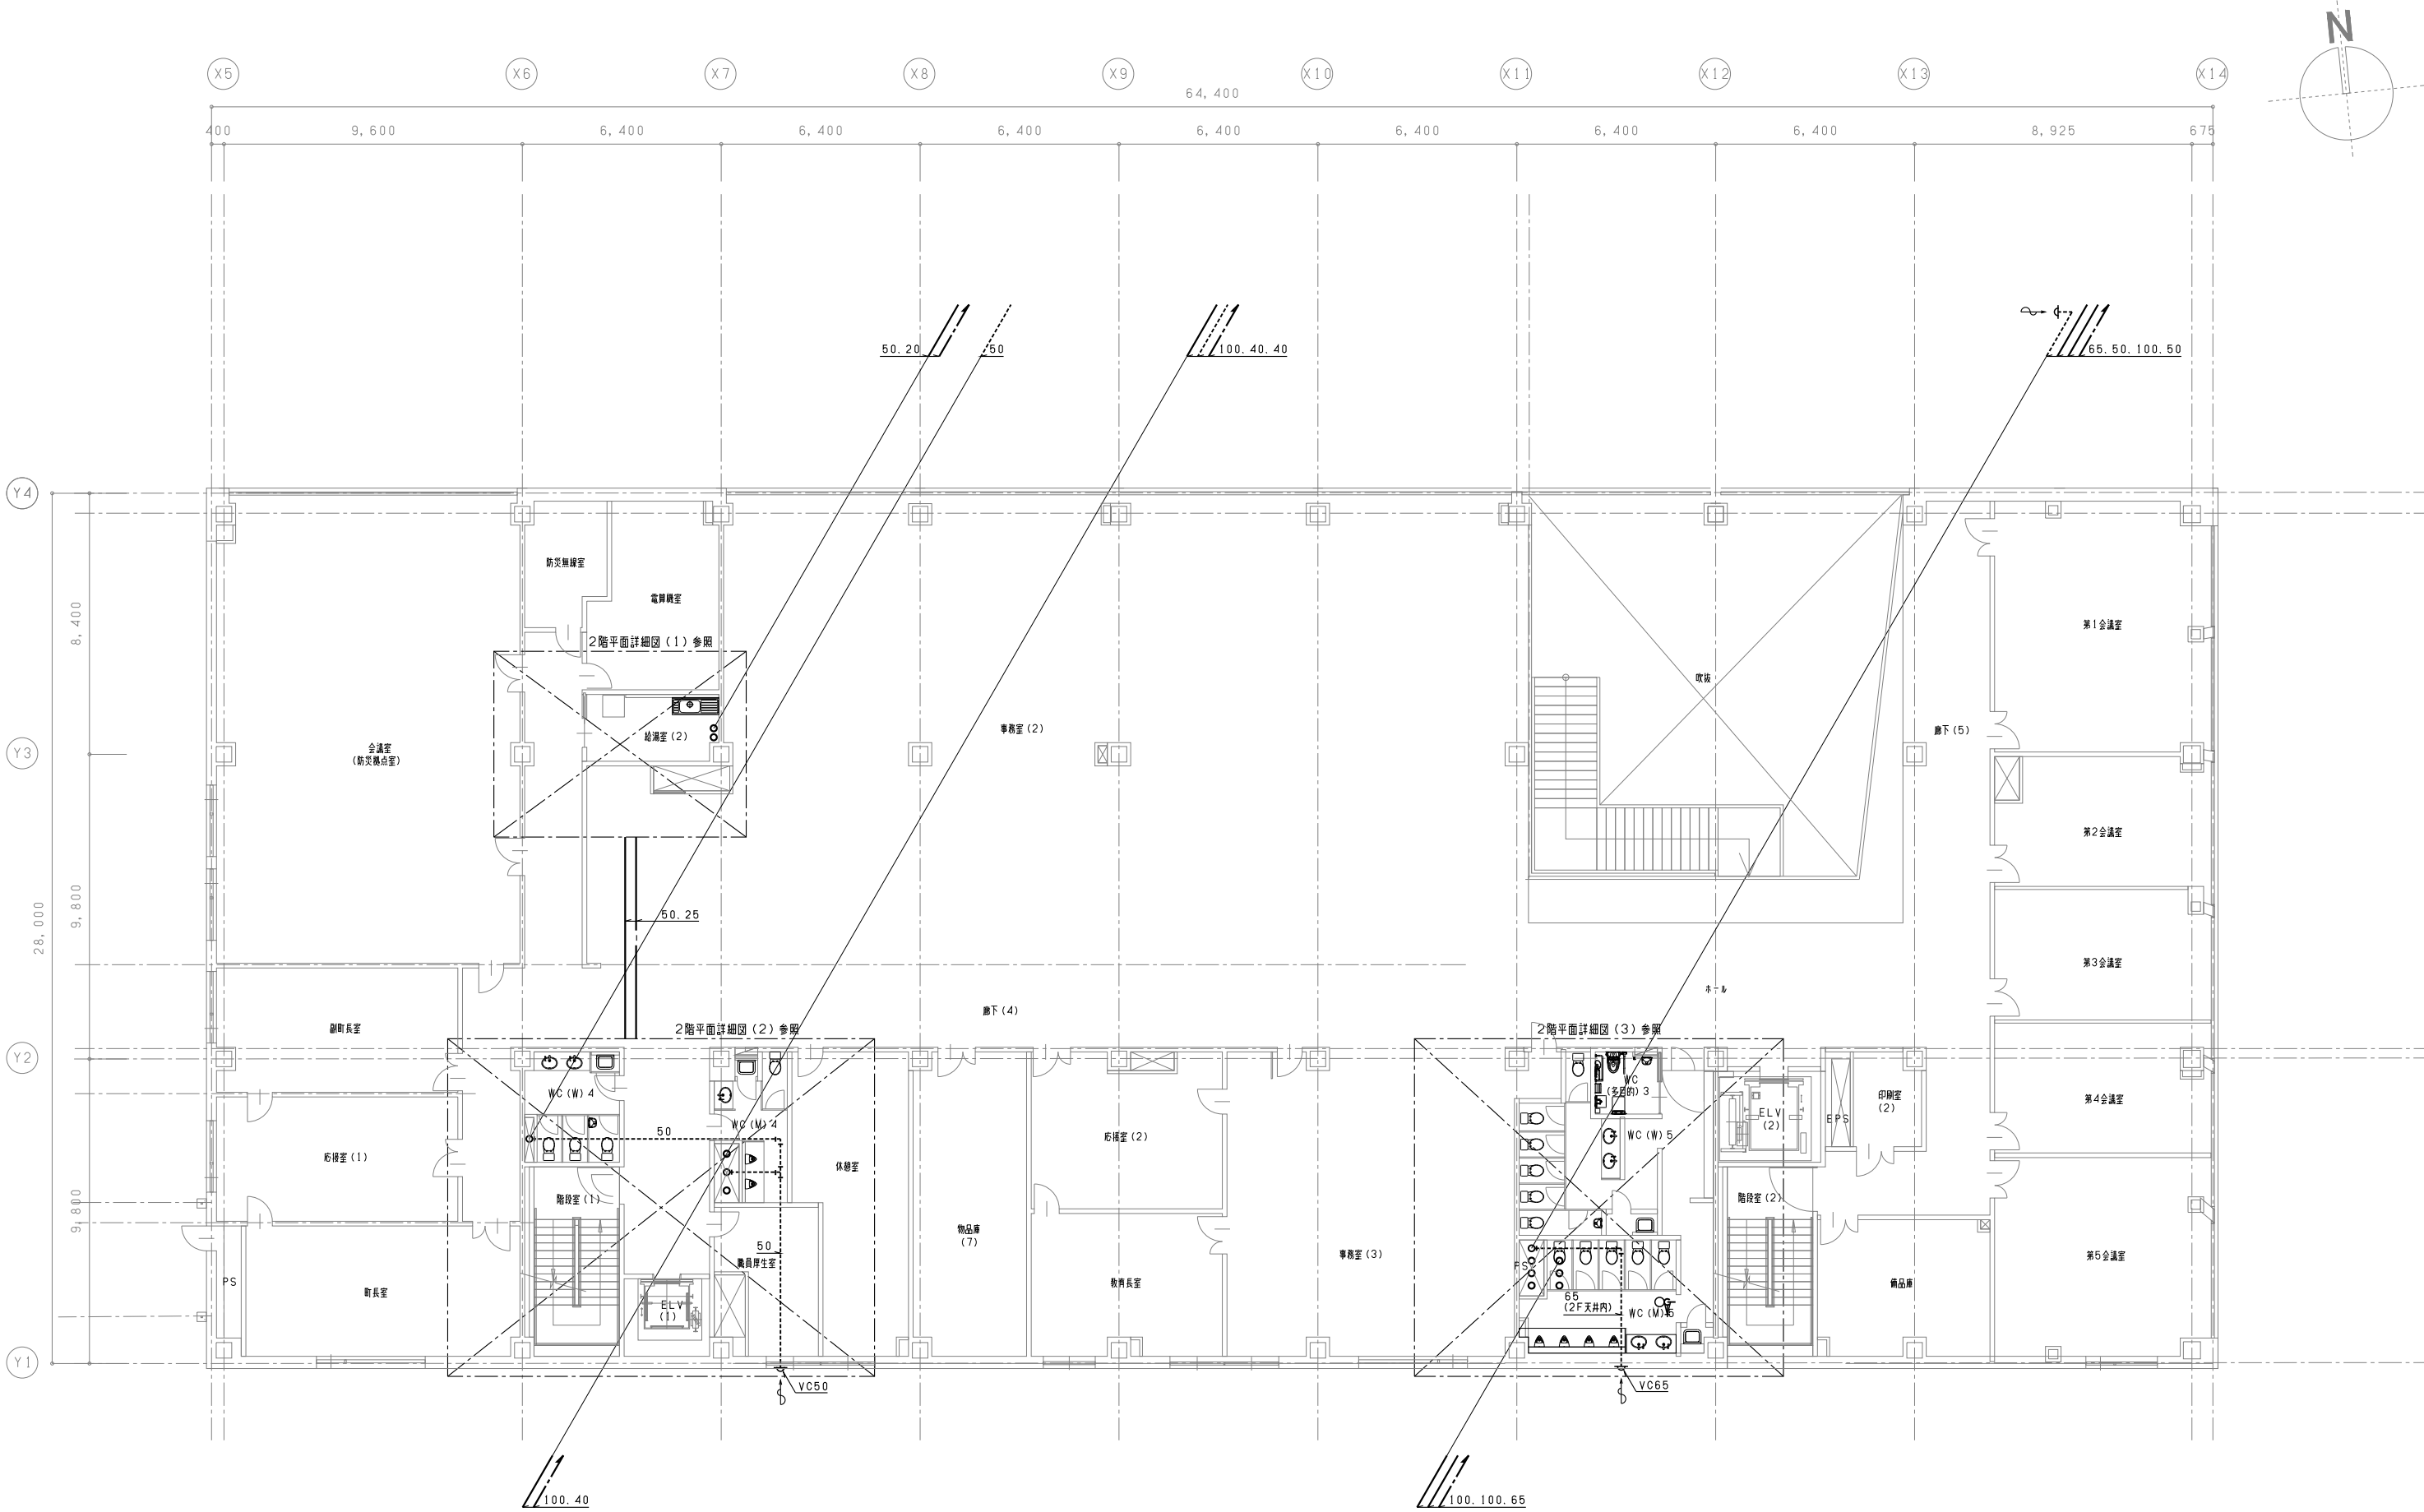 N
X5 X6 X7 X8 X9 X10 X11 X12 X13 X14
64,400
400 9,600 6,400 6,400 6,400 6,400 6,400 6,400 6,400 8,925 675
50.20
50
100.40.40
65.50.100.50
Y4
防災無線室
電算機室
8,400
第1会議室
2階平面詳細図(1)参照
吹抜
事務室(2)
廊下(5)
給湯室(2)
会議室
(防災拠点室)
Y3
第2会議室
9,800
28,000
50.25
第3会議室
ホール
廊下(4)
副町長室
2階平面詳細図(2)参照
2階平面詳細図(3)参照
Y2
WC
(多目的)3
WC(W)4
印刷室
(2)
第4会議室
ELV
(2)
EPS
WC(M)4
50
WC(W)5
応接室(2)
応接室(1)
休憩室
階段室(1)
階段室(2)
9,800
物品庫
(7)
50
職員厚生室
事務室(3)
第5会議室
PS
PS
教育長室
備品庫
町長室
65
(2F天井内)
ELV
(1)
WC(M)5
Y1
VC50
VC65
100.40
100.100.65